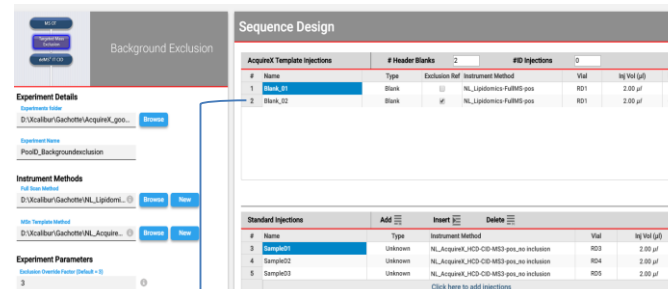 MS OT
Targeted Mass
Exclusion
ddMS² IT CID
Background Exclusion
Experiment Details
Experiments folder
D:\Xcalibur\Gachotte\AcquireX_goo...
Browse
Experiment Name
PoolD_Backgroundexclusion
Instrument Methods
Full Scan Method
D:\Xcalibur\Gachotte\NL_Lipidomi...
Browse
New
MSn Template Method
D:\Xcalibur\Gachotte\NL_Acquire...
Browse
New
Experiment Parameters
Exclusion Override Factor (Default = 3)
3
Sequence Design
AcquireX Template Injections # Header Blanks 2 #ID Injections 0
# Name Type Exclusion Ref Instrument Method Vial Inj Vol (µl)
1 Blank_01 Blank NL_Lipidomics-FullMS-pos RD1 2.00 µl
2 Blank_02 Blank NL_Lipidomics-FullMS-pos RD1 2.00 µl
Standard Injections Add Insert Delete
# Name Type Instrument Method Vial Inj Vol (µl)
3 Sample01 Unknown NL_AcquireX_HCD-CID-MS3-pos_no inclusion RD3 2.00 µl
4 Sample02 Unknown NL_AcquireX_HCD-CID-MS3-pos_no inclusion RD4 2.00 µl
5 Sample03 Unknown NL_AcquireX_HCD-CID-MS3-pos_no inclusion RD5 2.00 µl
Click here to add injections